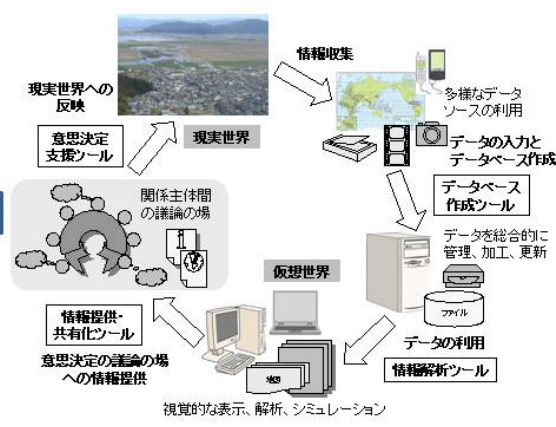 情報収集
現実世界への
反映
多様なデータ
ソースの利用
意思決定
支援ツール
現実世界
データの入力と
データベース作成
関係主体間
の議論の場
データベース
作成ツール
データを総合的に
管理、加工、更新
仮想世界
ファイル
情報提供・
共有化ツール
データの利用
意思決定の議論の場
への情報提供
地図
情報解析ツール
視覚的な表示、解析、シミュレーション